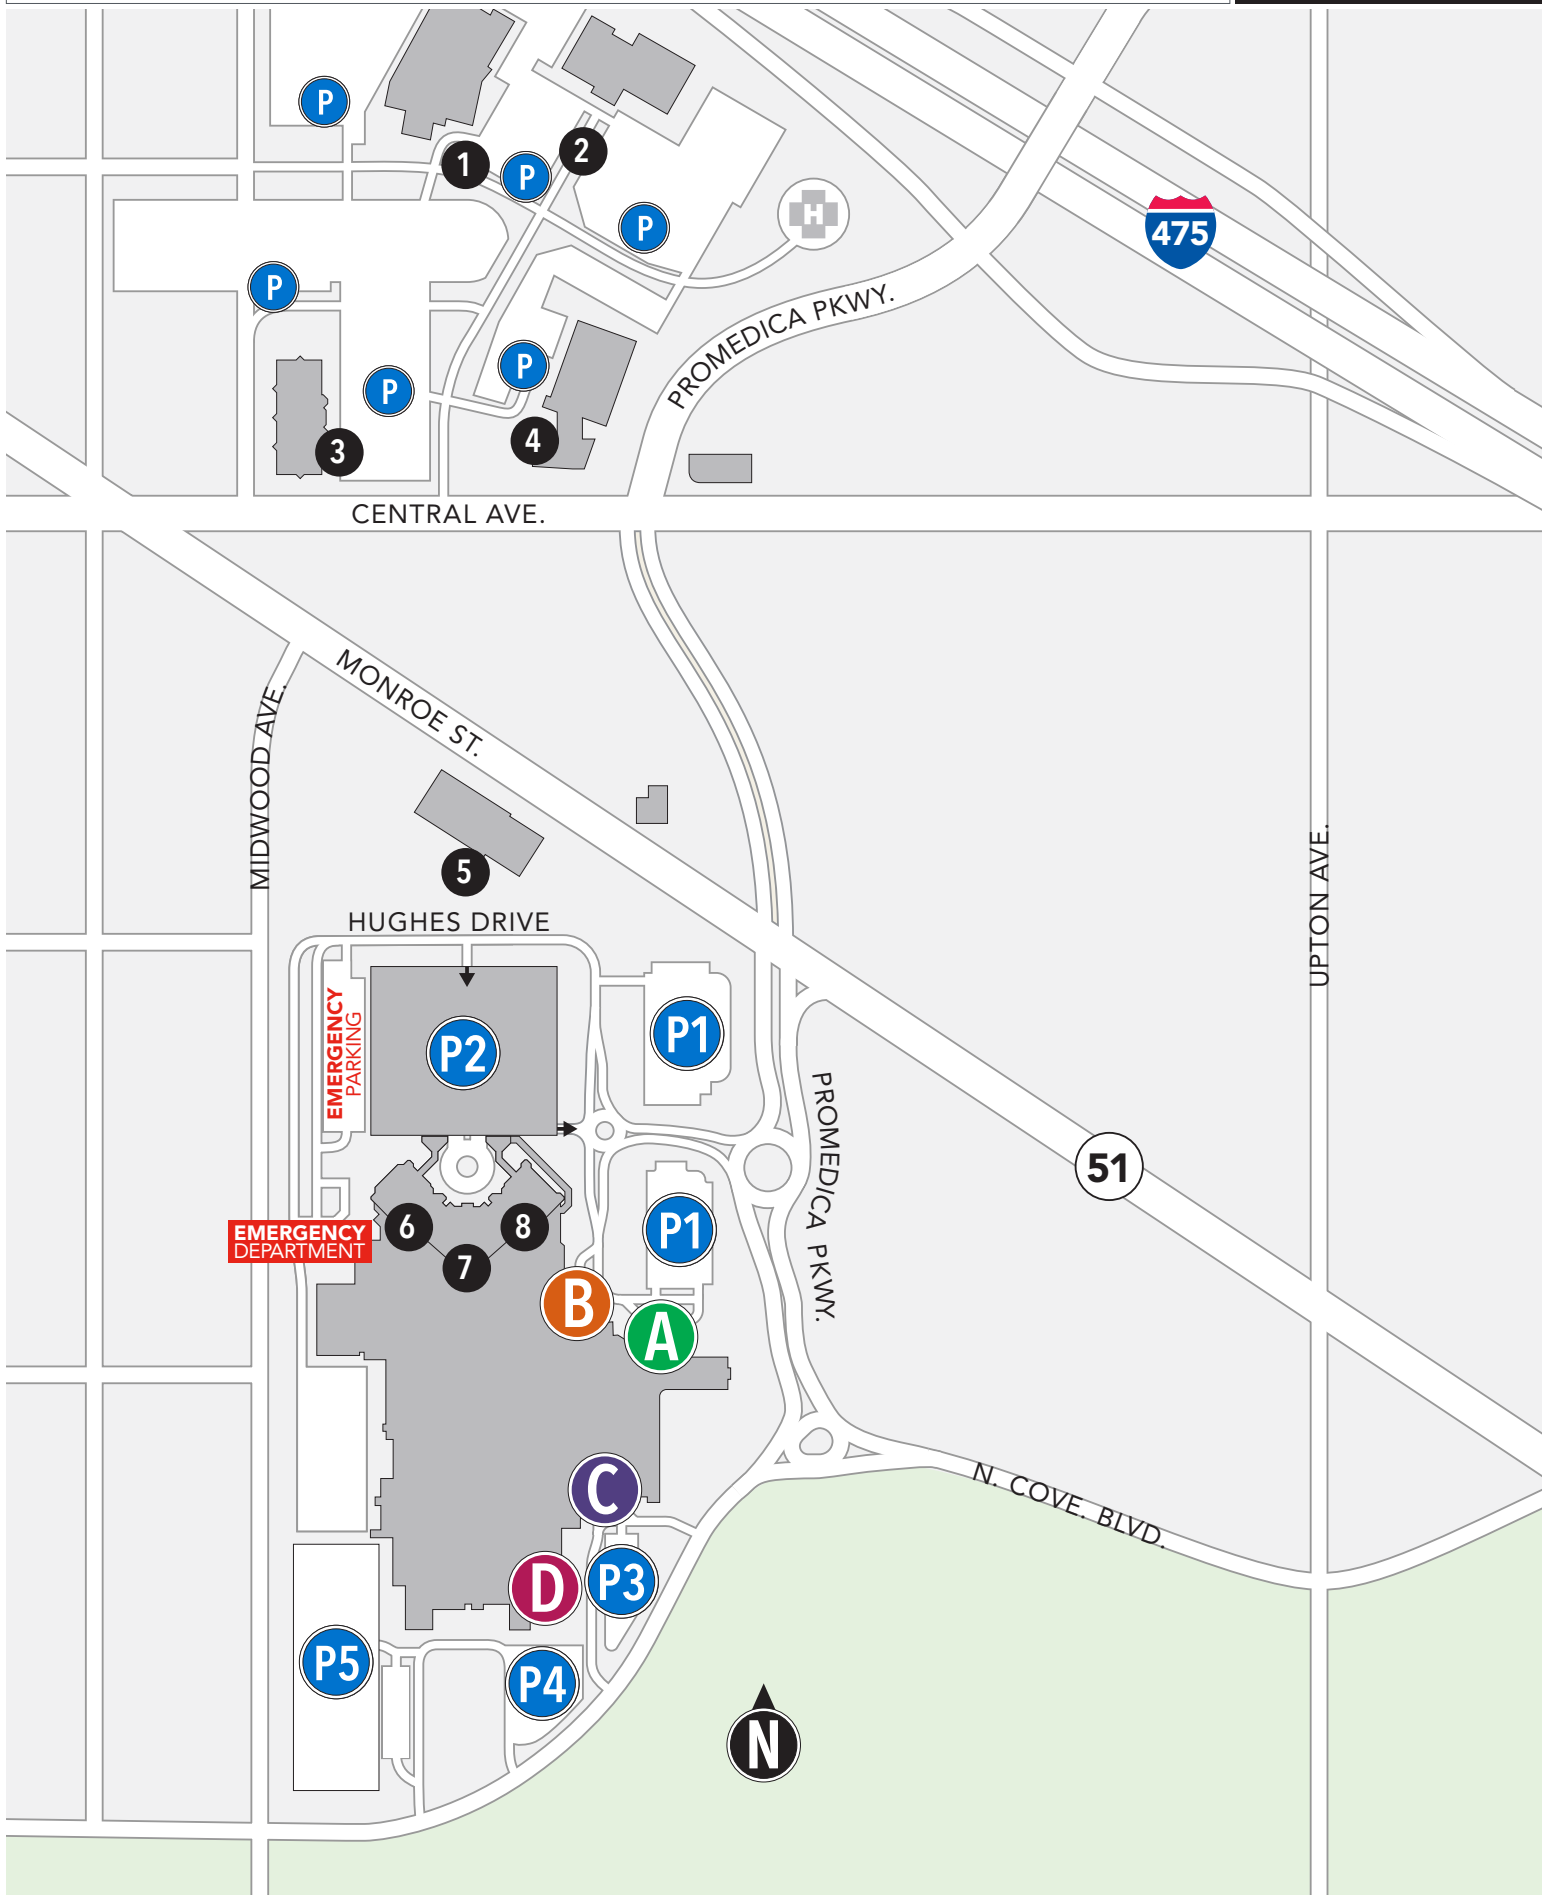 P
1
P
2
P
H
475
P
PROMEDICA PKWY.
P
P
3
4
CENTRAL AVE.
MONROE ST.
MIDWOOD AVE.
5
UPTON AVE.
HUGHES DRIVE
EMERGENCY
PARKING
P2
P1
PROMEDICA PKWY.
51
P1
6
8
7
EMERGENCY
DEPARTMENT
B
A
C
N. COVE. BLVD.
D
P3
P5
P4
N